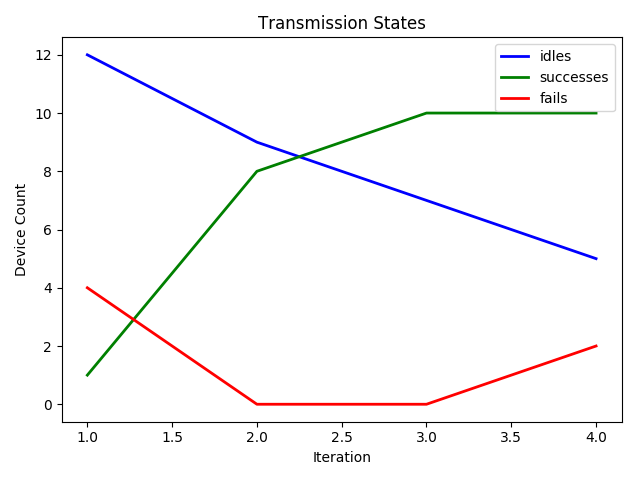 Transmission States
idles
successes
fails
Device Count
12
10
8
6
4
2
0
1.0 1.5 2.0 2.5 3.0 3.5 4.0
Iteration